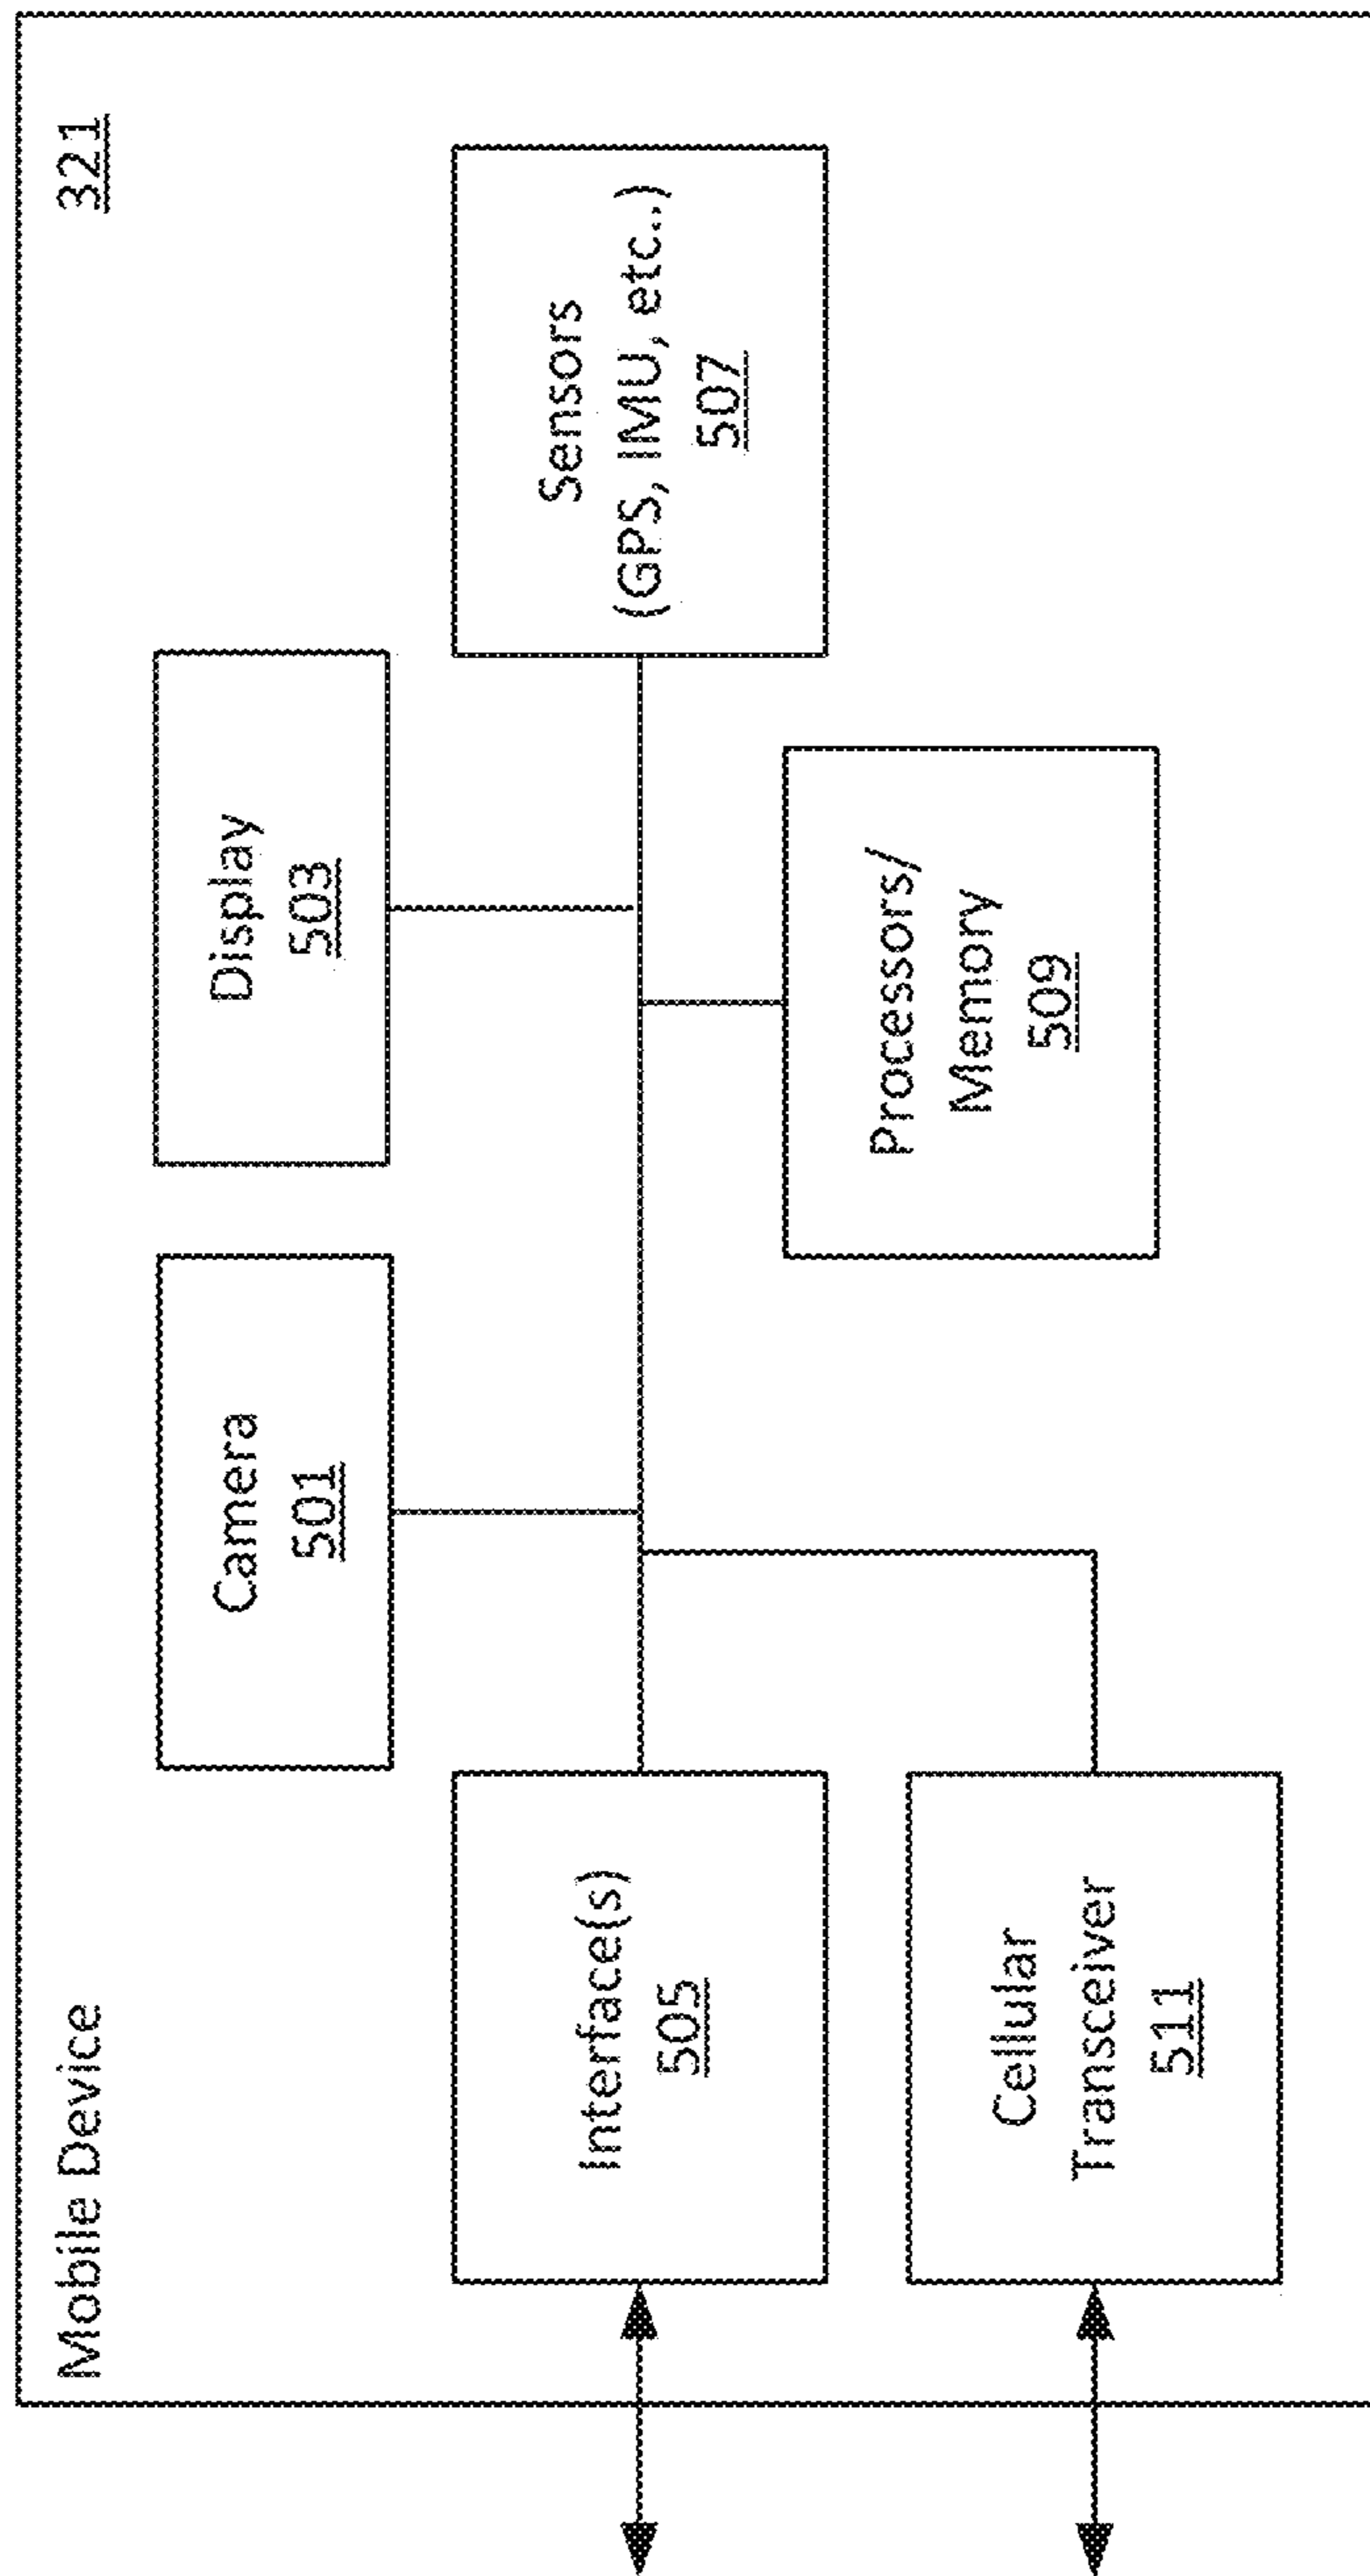 Mobile Device
321
Camera
501
Display
503
Interface(s)
505
Sensors
(GPS, IMU, etc.,)
507
Processors/
Memory
509
Cellular
Transceiver
511